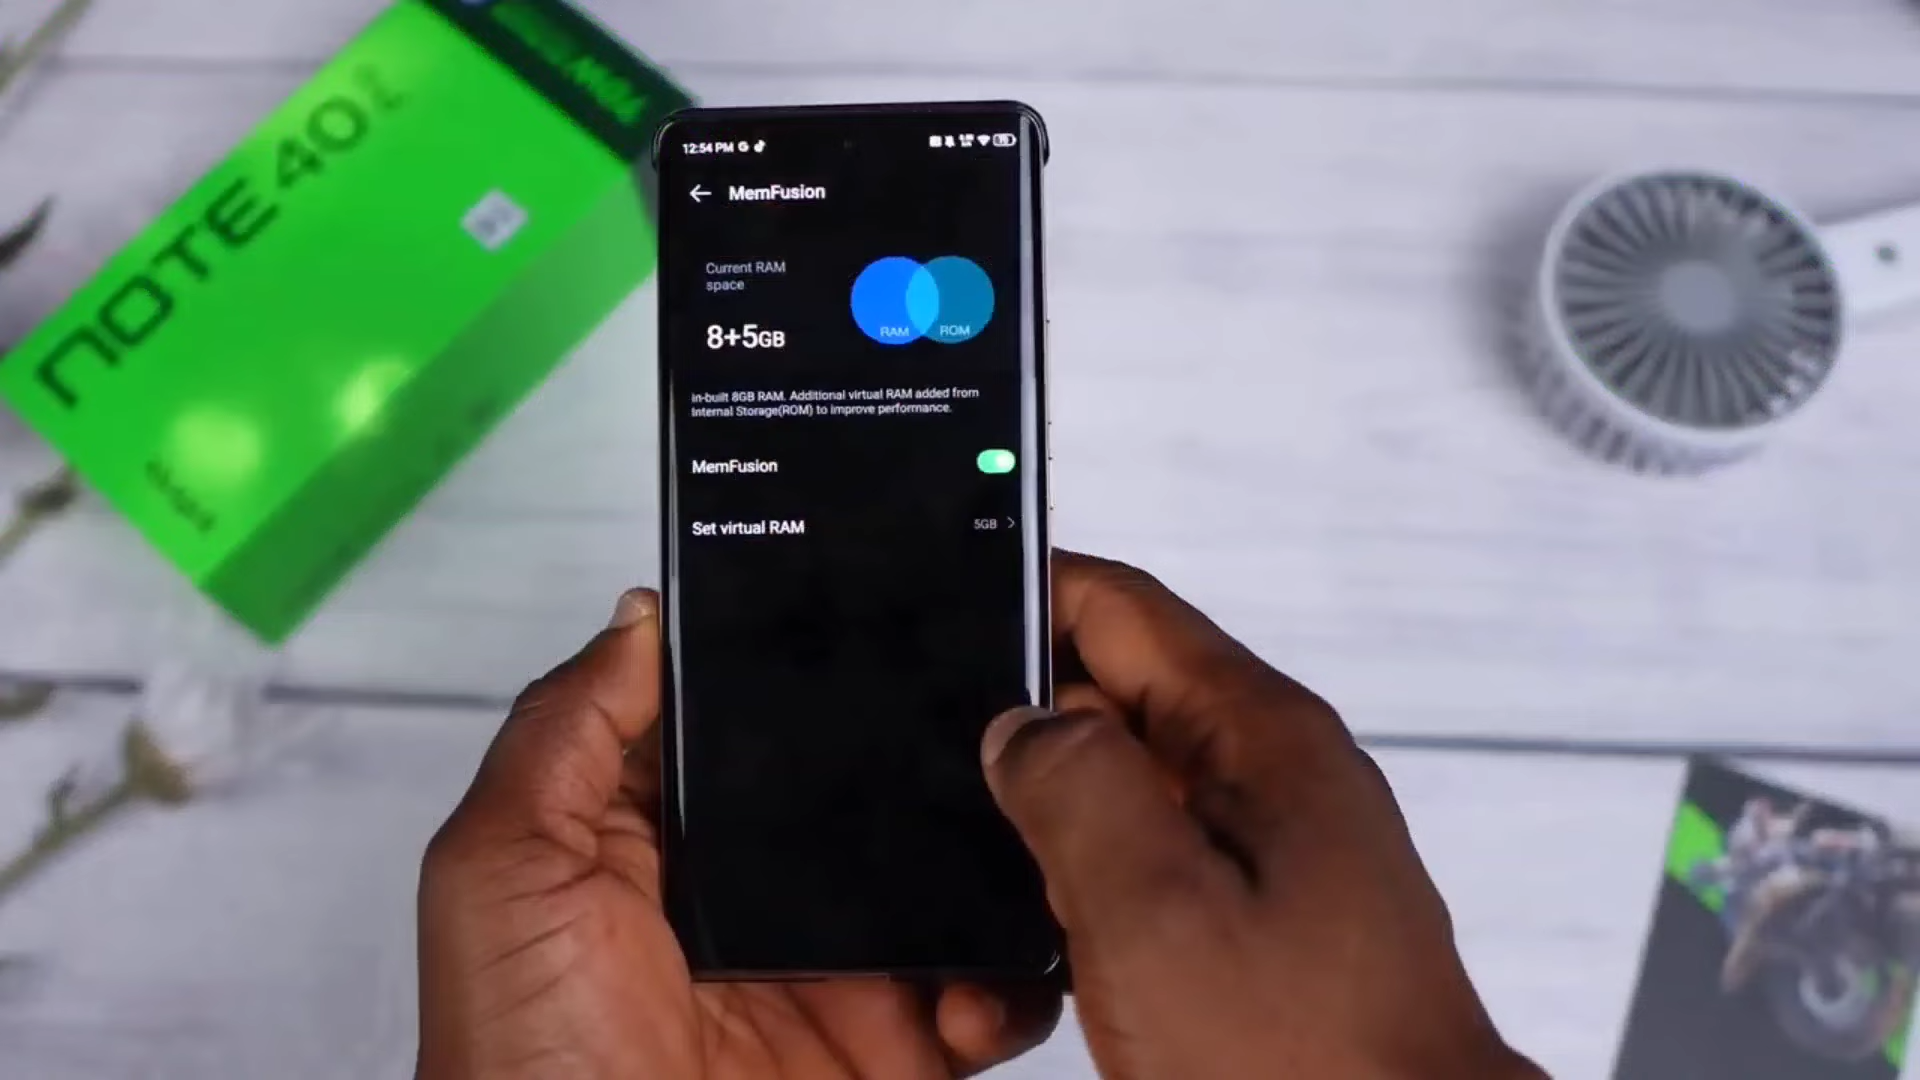 NOTE 40
12:54 PM
MemFusion
Current RAM
space
8+5GB
RAM
ROM
in-built 8GB RAM. Additional virtual RAM added from
Internal Storage(ROM) to improve performance.
MemFusion
Set virtual RAM
5GB